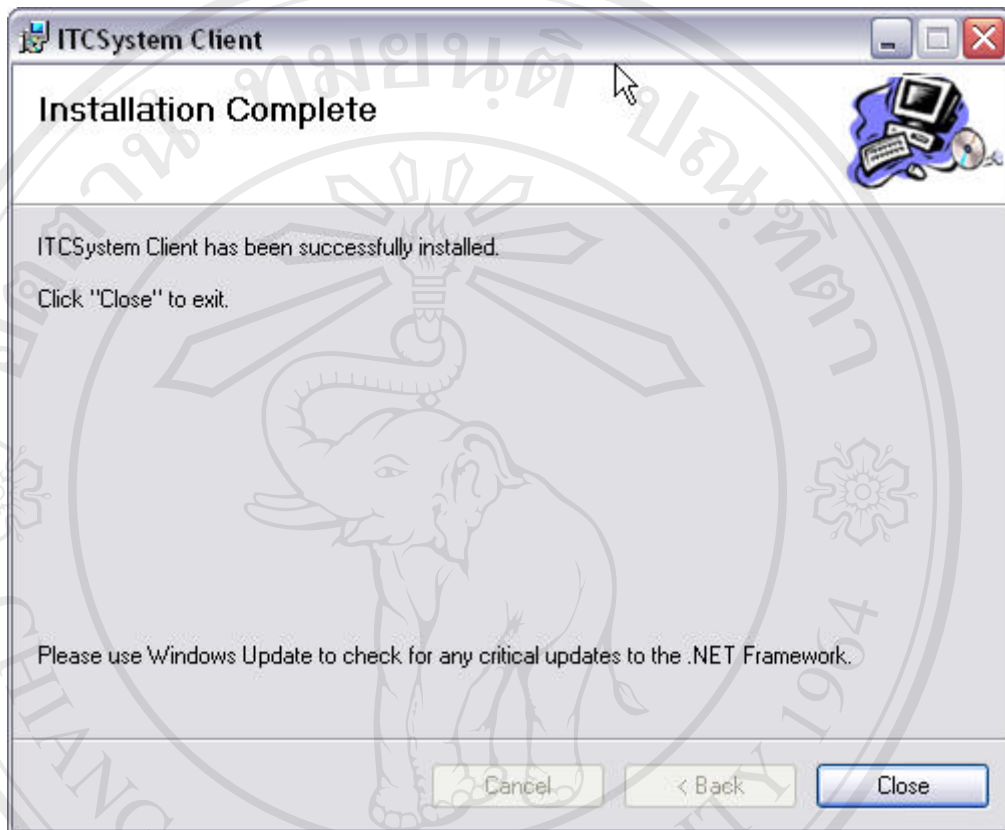 ITCSystem Client
Installation Complete
ITCSystem Client has been successfully installed.
Click "Close" to exit.
Please use Windows Update to check for any critical updates to the .NET Framework.
Cancel
< Back
Close
1964